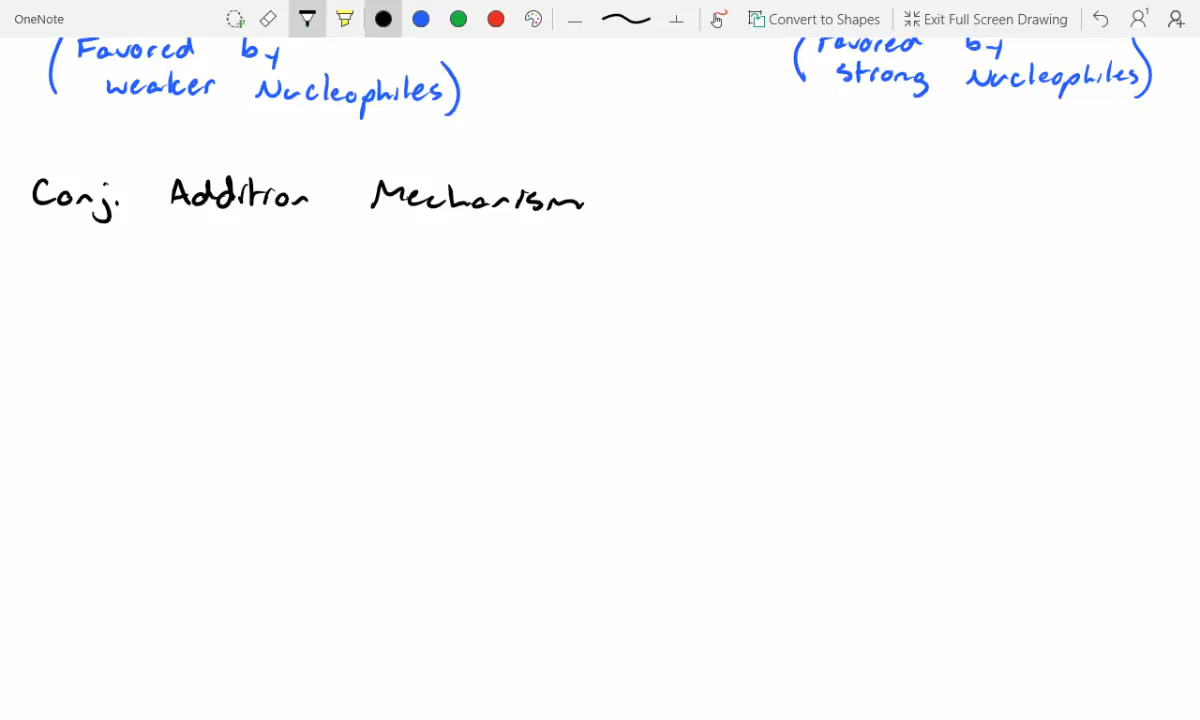 OneNote
Convert to Shapes
Exit Full Screen Drawing
(Favored by
weaker Nucleophiles)
(Favored by
strong Nucleophiles)
Conj. Addition Mechanism